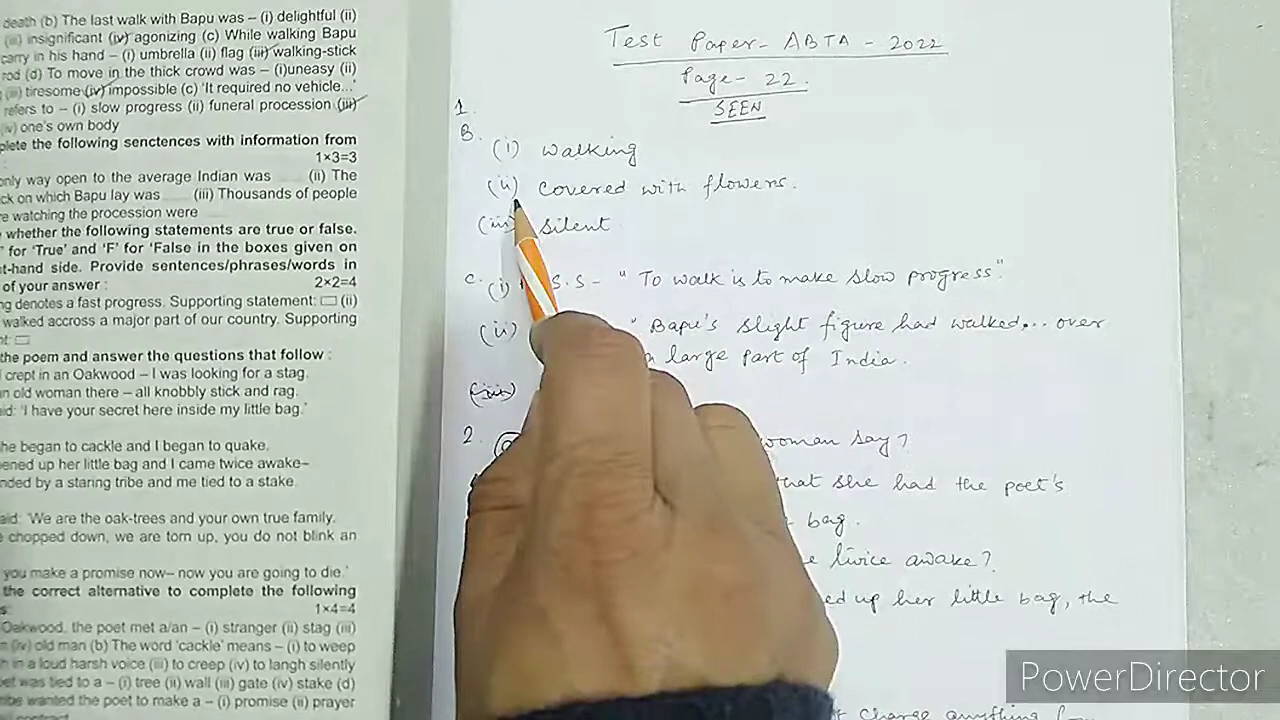 death (b) The last walk with Bapu was – (i) delightful (ii)
(iii) insignificant (iv) agonizing (c) While walking Bapu
carry in his hand – (i) umbrella (ii) flag (iii) walking-stick
rod (d) To move in the thick crowd was – (i)uneasy (ii)
(iii) tiresome (iv) impossible (c) 'It required no vehicle...'
refers to – (i) slow progress (ii) funeral procession (iii)
(iv) one's own body
plete the following senctences with information from
1×3=3
only way open to the average Indian was ___ (ii) The
ck on which Bapu lay was ___ (iii) Thousands of people
re watching the procession were ___
whether the following statements are true or false.
for 'True' and 'F' for 'False in the boxes given on
t-hand side. Provide sentences/phrases/words in
of your answer : 2×2=4
ng denotes a fast progress. Supporting statement: (ii)
walked accross a major part of our country. Supporting
nt:
the poem and answer the questions that follow :
I crept in an Oakwood – I was looking for a stag.
an old woman there – all knobbly stick and rag.
aid: 'I have your secret here inside my little bag.'
he began to cackle and I began to quake.
ened up her little bag and I came twice awake–
nded by a staring tribe and me tied to a stake.
aid: 'We are the oak-trees and your own true family.
e chopped down, we are torn up, you do not blink an
you make a promise now– now you are going to die.'
the correct alternative to complete the following
s: 1×4=4
Oakwood, the poet met a/an – (i) stranger (ii) stag (iii)
n (iv) old man (b) The word 'cackle' means – (i) to weep
h in a loud harsh voice (iii) to creep (iv) to langh silently
et was tied to a – (i) tree (ii) wall (iii) gate (iv) stake (d)
ibe wanted the poet to make a – (i) promise (ii) prayer
contract
Test Paper- ABTA - 2022
Page- 22.
SEEN
1.
B. (i) walking
(ii) covered with flowers.
(iii) silent
C. (i) S.S - "To walk is to make slow progress".
(ii) "Bapu's slight figure had walked... over
large part of India.
(iii)
2. woman say?
that she had the poet's
bag.
twice awake?
ed up her little bag, the
charge anything
PowerDirector